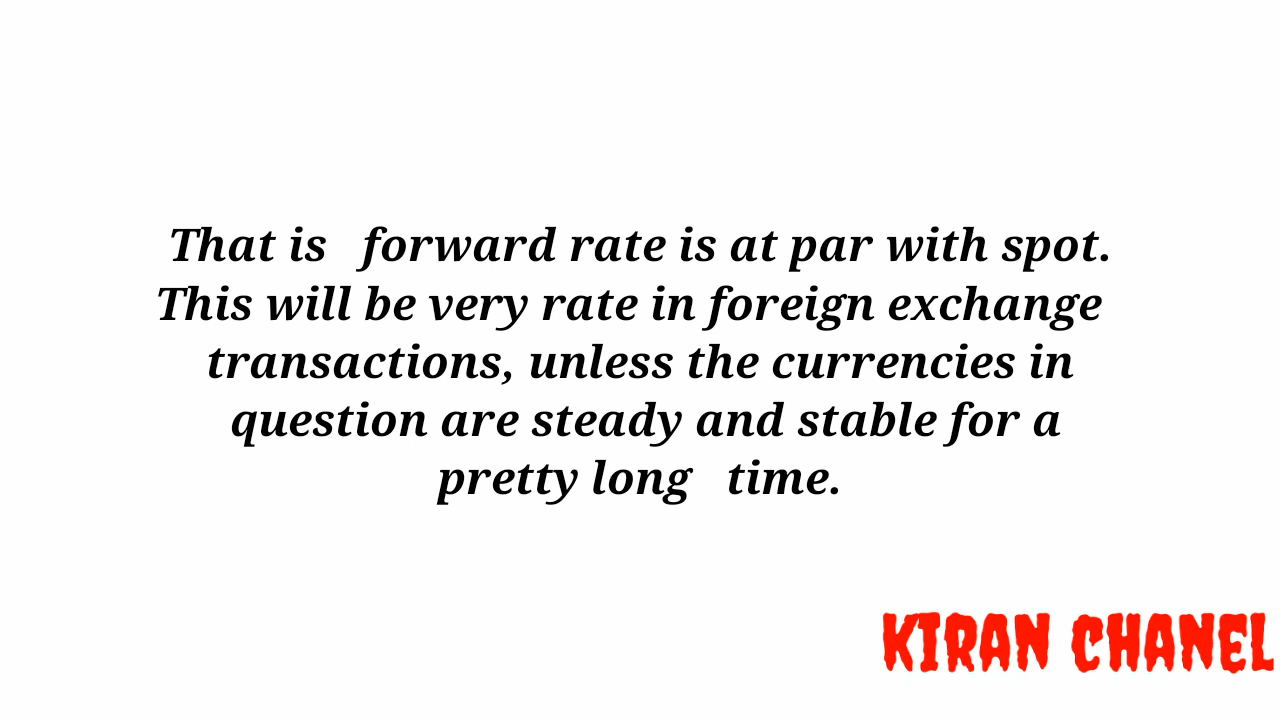 That is forward rate is at par with spot.
This will be very rate in foreign exchange
transactions, unless the currencies in
question are steady and stable for a
pretty long time.
KIRAN CHANEL